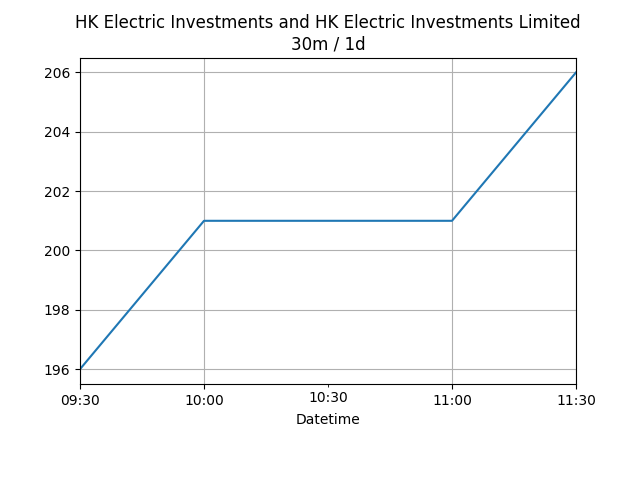 HK Electric Investments and HK Electric Investments Limited
30m / 1d
206
204
202
200
198
196
09:30 10:00 10:30 11:00 11:30
Datetime